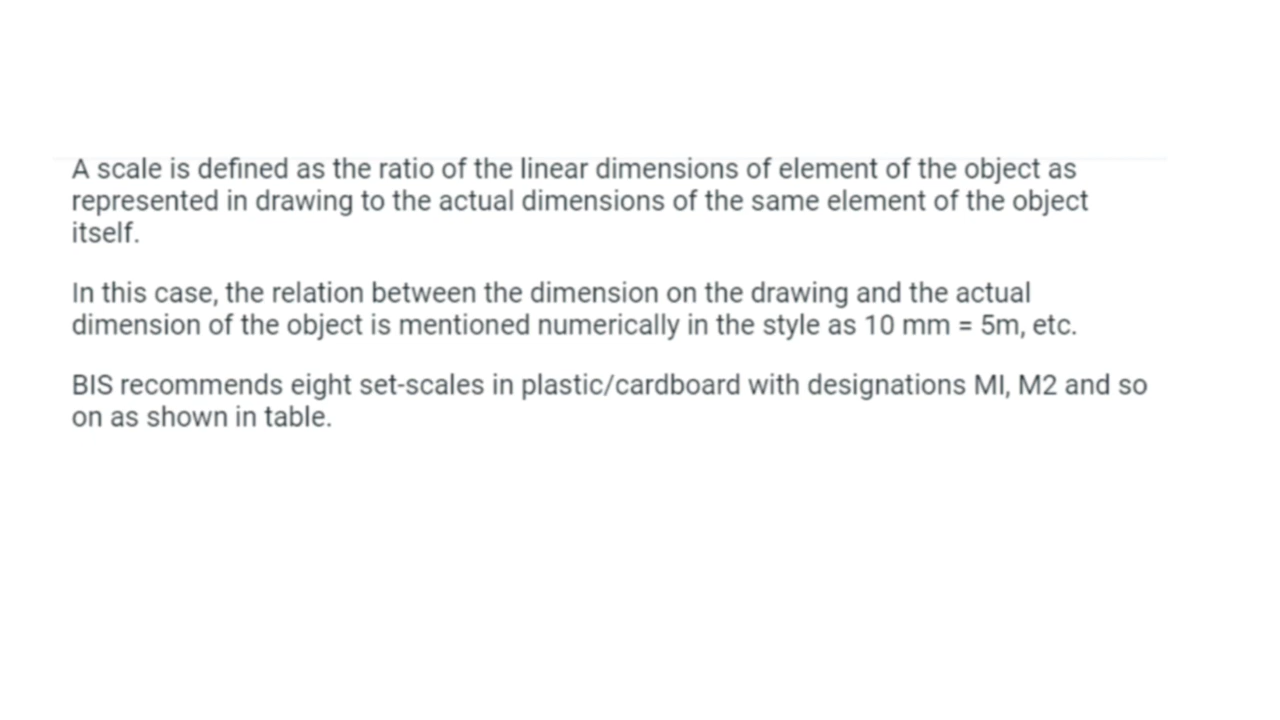 A scale is defined as the ratio of the linear dimensions of element of the object as
represented in drawing to the actual dimensions of the same element of the object
itself.
In this case, the relation between the dimension on the drawing and the actual
dimension of the object is mentioned numerically in the style as 10 mm = 5m, etc.
BIS recommends eight set-scales in plastic/cardboard with designations MI, M2 and so
on as shown in table.